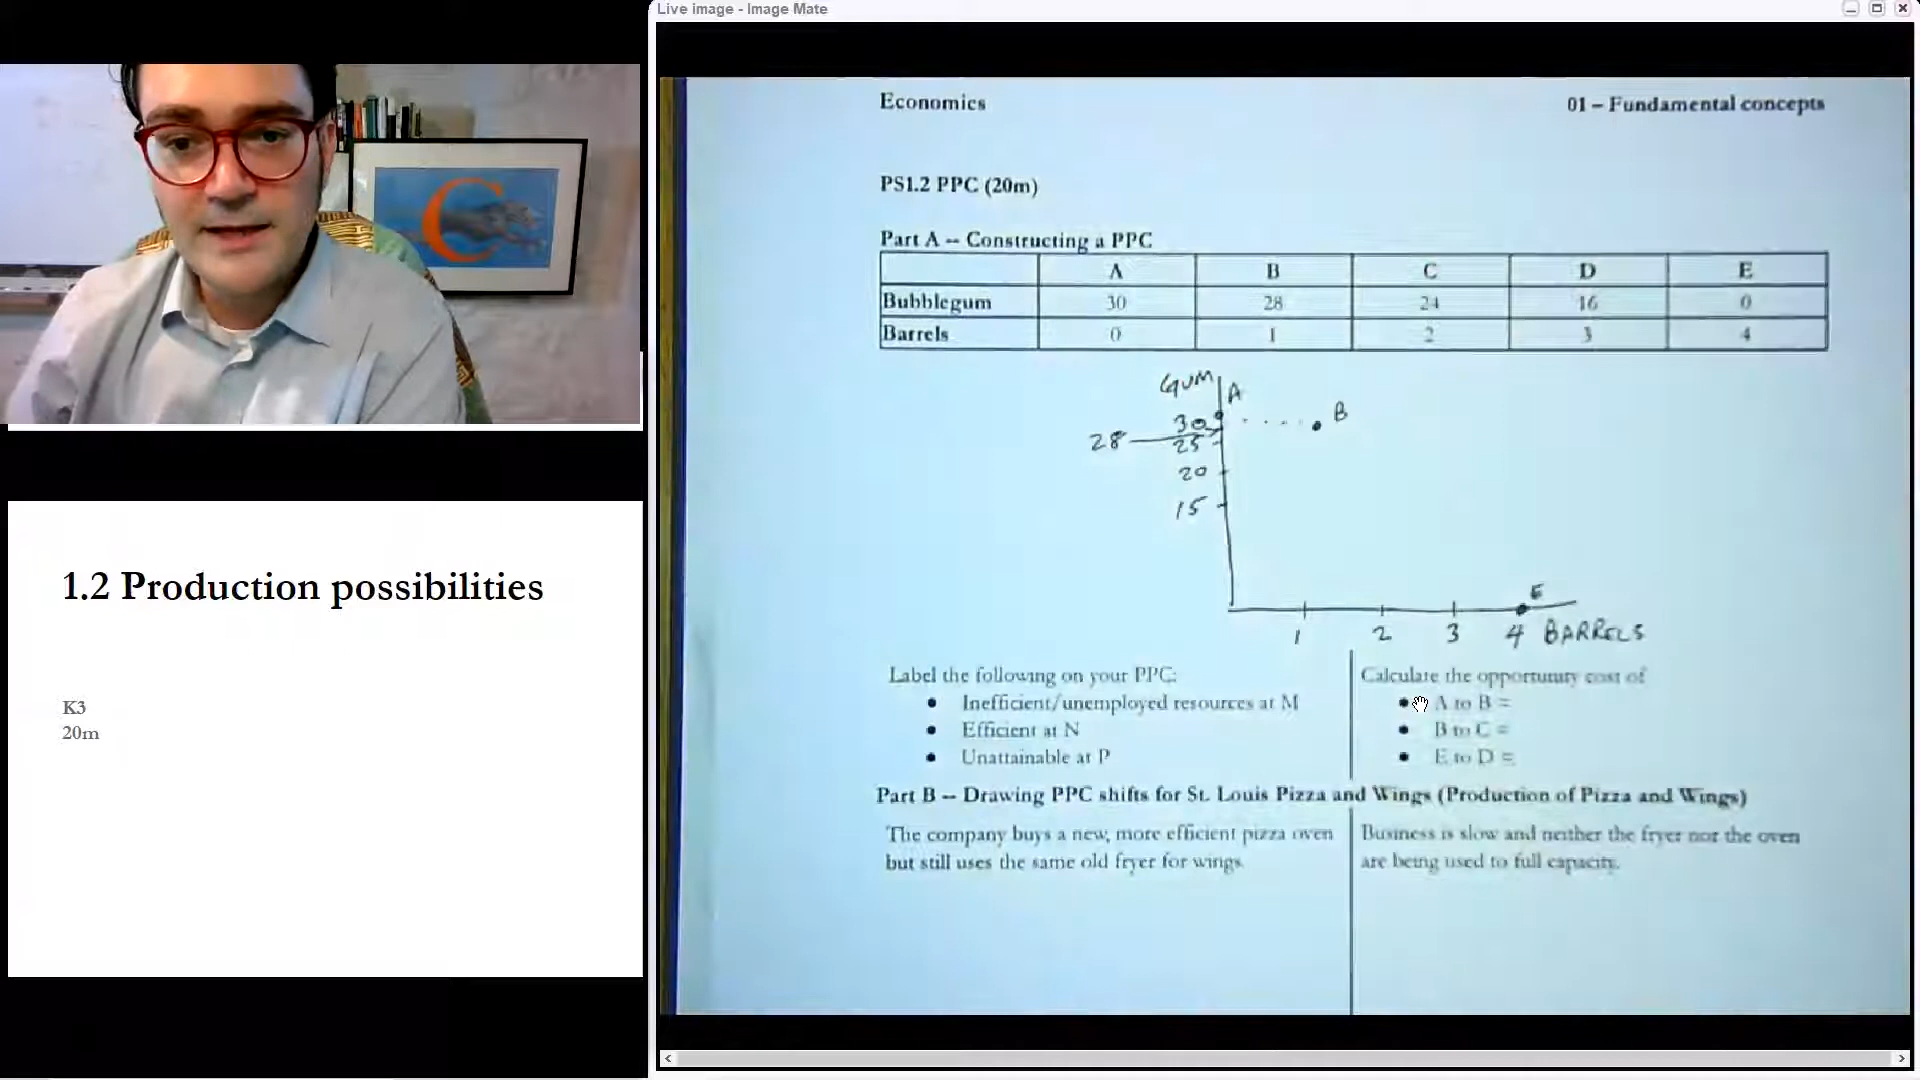 Live image - Image Mate
Economics
01 – Fundamental concepts
PS1.2 PPC (20m)
Part A -- Constructing a PPC
A B C D E
Bubblegum 30 28 24 16 0
Barrels 0 1 2 3 4
GUM A
30 B
28 25
20
15
E
1 2 3 4 BARRELS
Label the following on your PPC:
• Inefficient/unemployed resources at M
• Efficient at N
• Unattainable at P
Calculate the opportunity cost of
• A to B =
• B to C =
• E to D =
Part B -- Drawing PPC shifts for St. Louis Pizza and Wings (Production of Pizza and Wings)
The company buys a new, more efficient pizza oven
but still uses the same old fryer for wings.
Business is slow and neither the fryer nor the oven
are being used to full capacity.
C
1.2 Production possibilities
K3
20m